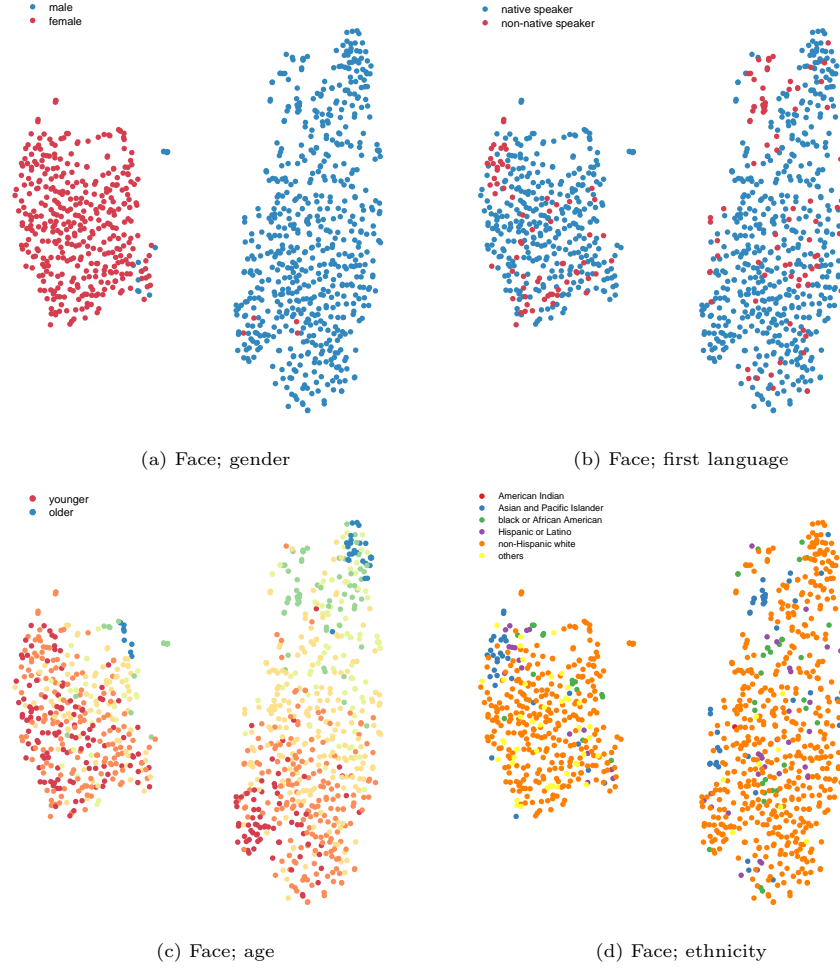 male
female
native speaker
non-native speaker
(a) Face; gender
(b) Face; first language
younger
older
American Indian
Asian and Pacific Islander
black or African American
Hispanic or Latino
non-Hispanic white
others
(c) Face; age
(d) Face; ethnicity